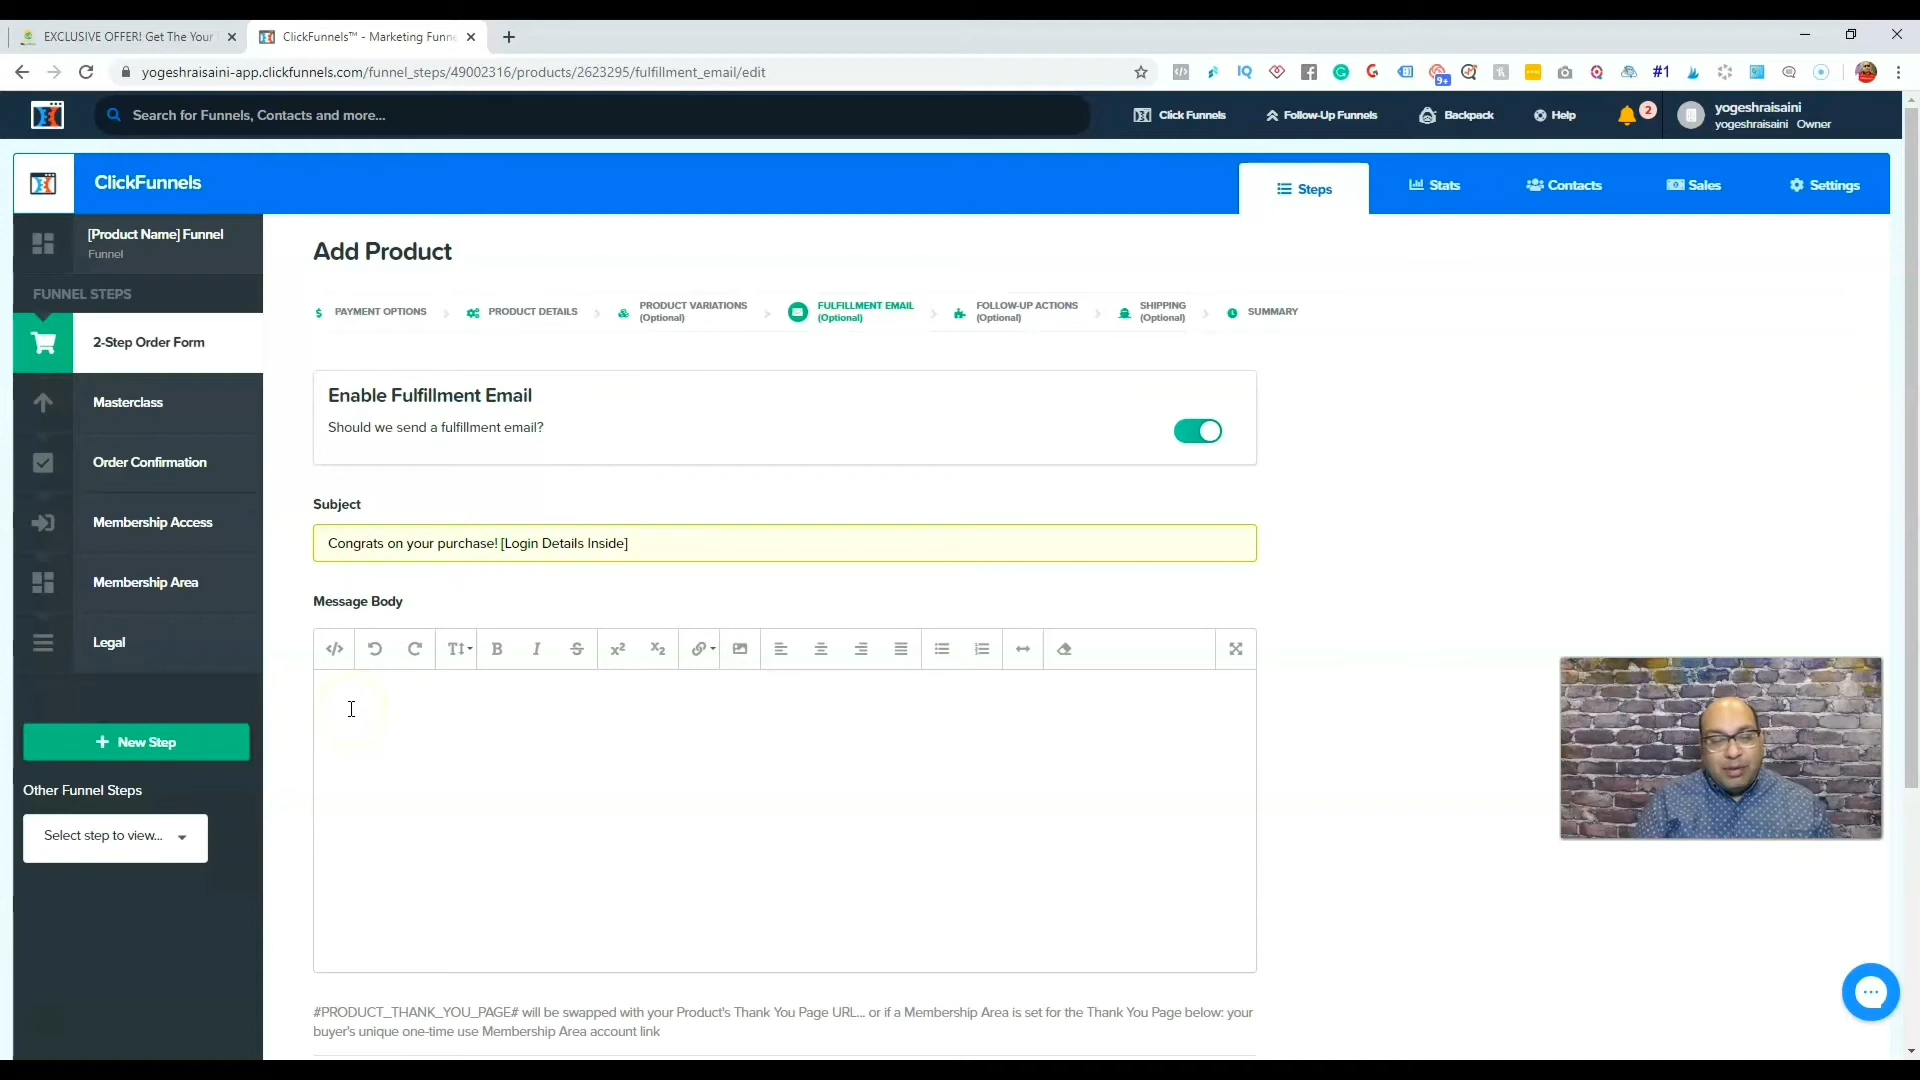 EXCLUSIVE OFFER! Get The Your
ClickFunnels™ - Marketing Funne
yogeshraisaini-app.clickfunnels.com/funnel_steps/49002316/products/2623295/fulfillment_email/edit
IQ
9+
#1
Search for Funnels, Contacts and more...
Click Funnels
Follow-Up Funnels
Backpack
Help
2
yogeshraisaini
yogeshraisaini Owner
ClickFunnels
Steps
Stats
Contacts
Sales
Settings
[Product Name] Funnel
Funnel
FUNNEL STEPS
2-Step Order Form
Masterclass
Order Confirmation
Membership Access
Membership Area
Legal
+ New Step
Other Funnel Steps
Select step to view...
Add Product
PAYMENT OPTIONS
PRODUCT DETAILS
PRODUCT VARIATIONS
(Optional)
FULFILLMENT EMAIL
(Optional)
FOLLOW-UP ACTIONS
(Optional)
SHIPPING
(Optional)
SUMMARY
Enable Fulfillment Email
Should we send a fulfillment email?
Subject
Congrats on your purchase! [Login Details Inside]
Message Body
#PRODUCT_THANK_YOU_PAGE# will be swapped with your Product's Thank You Page URL... or if a Membership Area is set for the Thank You Page below: your
buyer's unique one-time use Membership Area account link